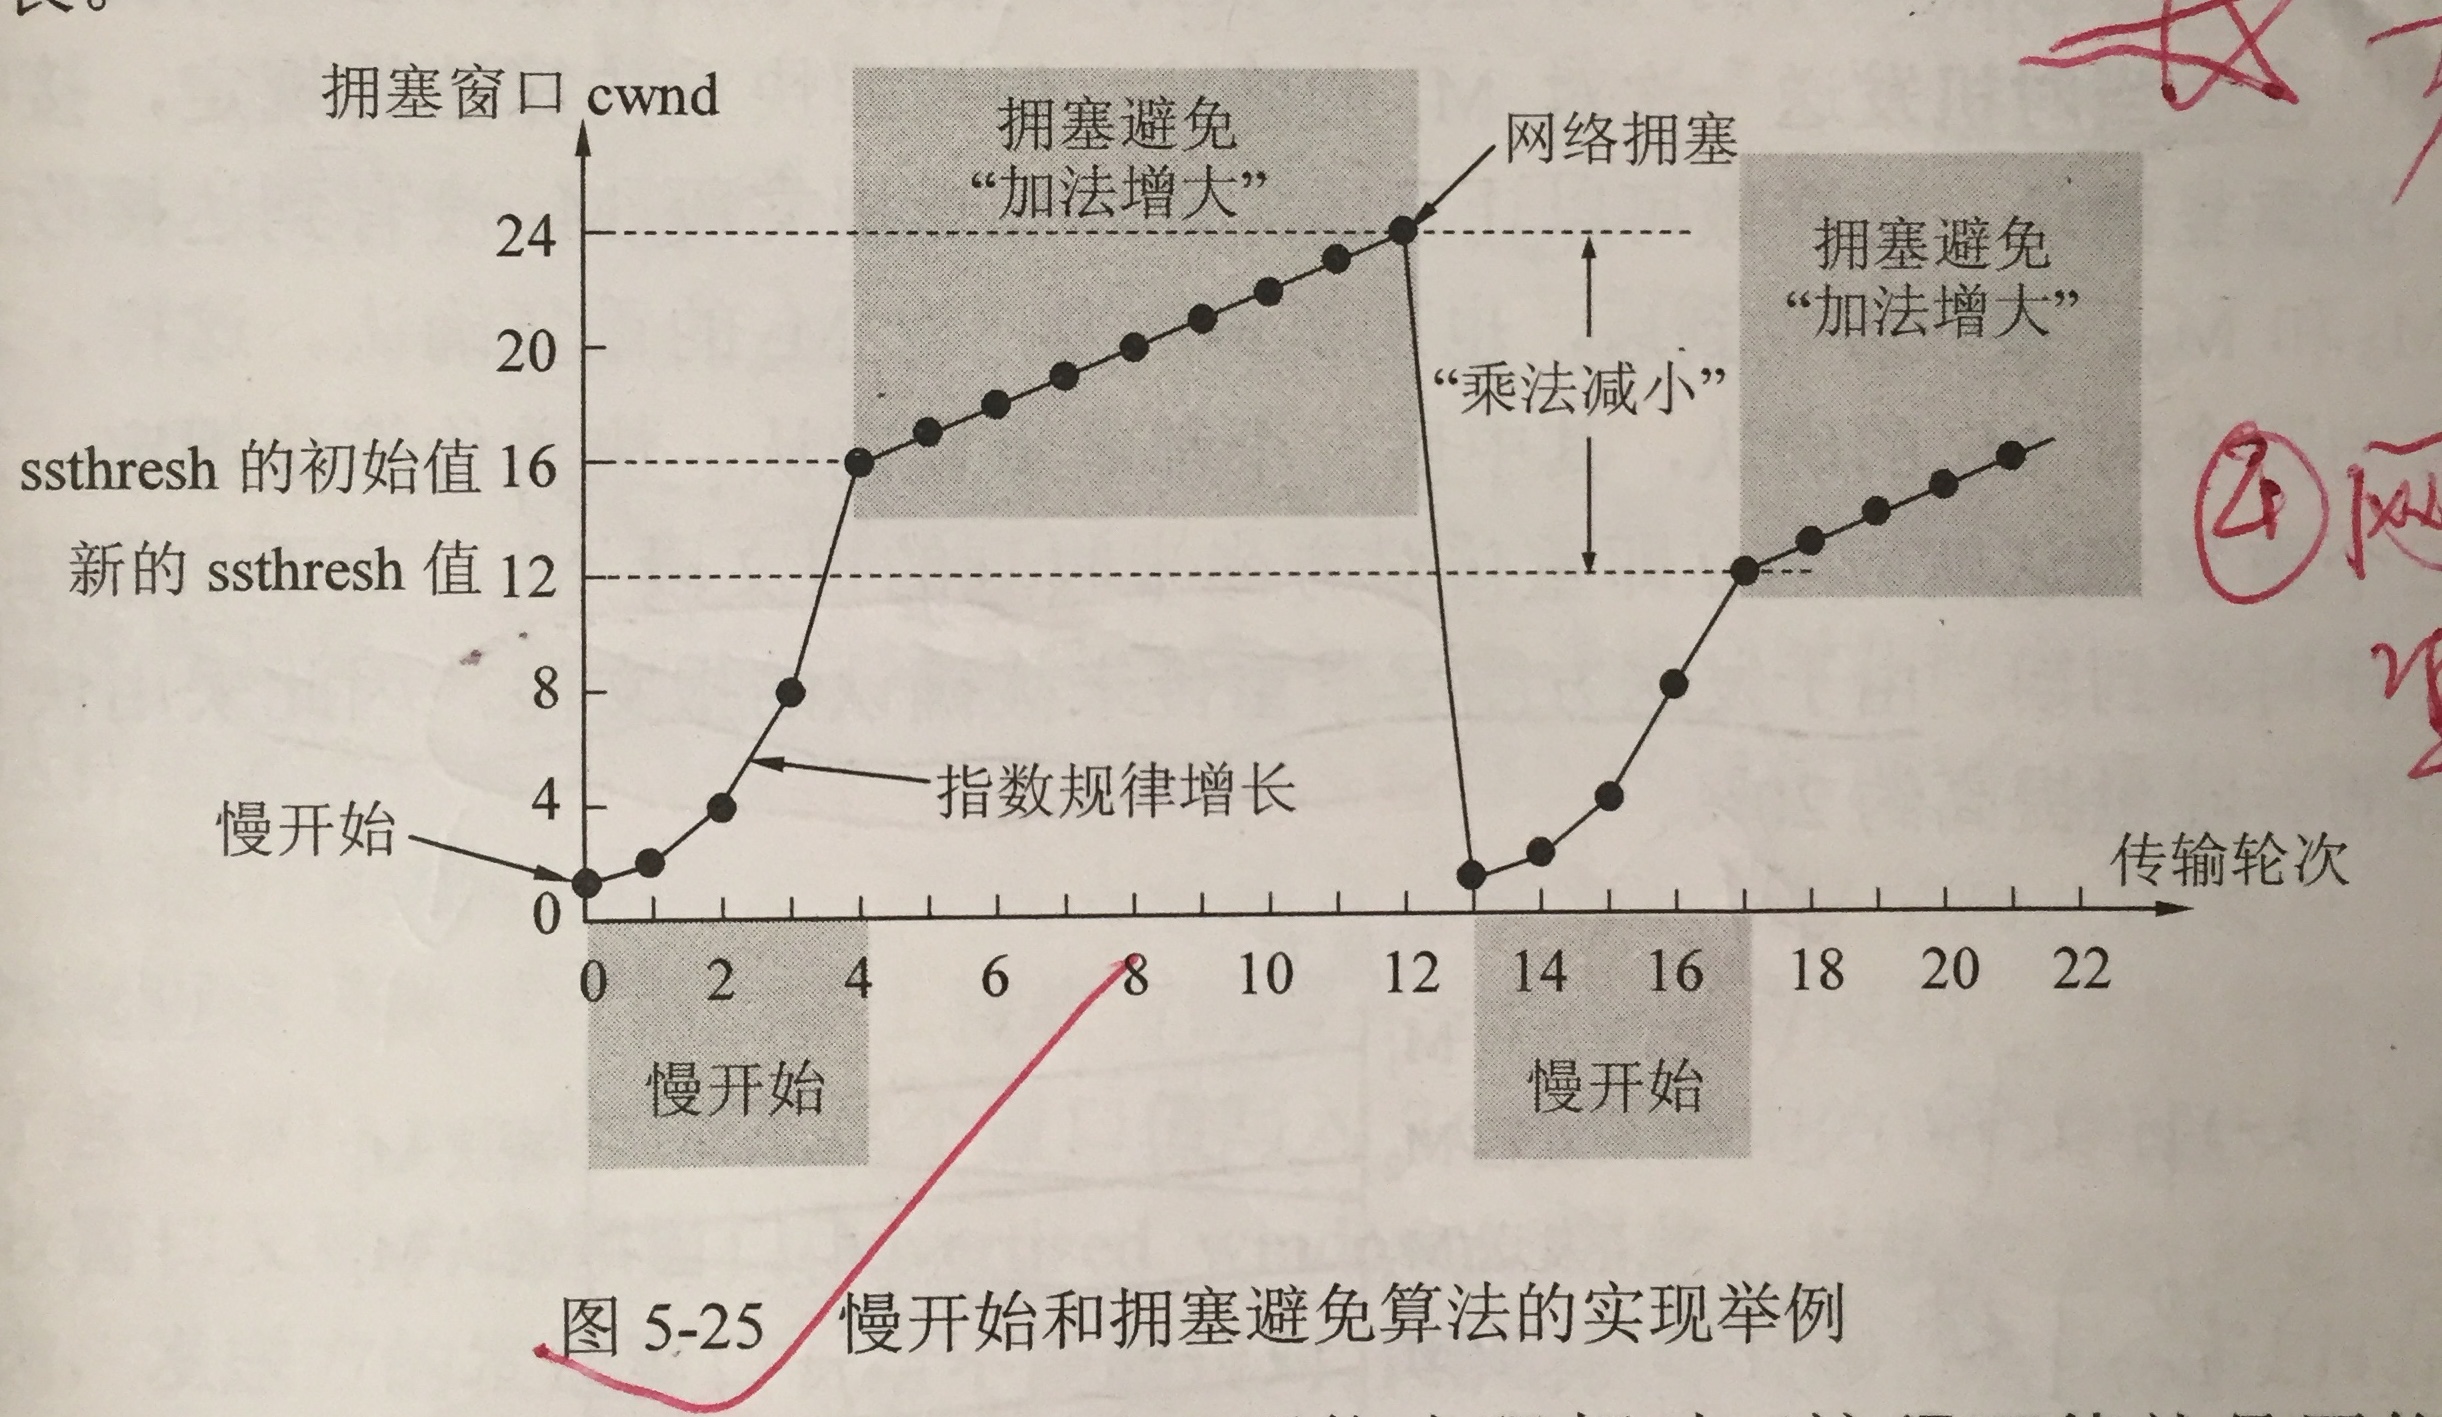 拥塞窗口 cwnd
拥塞避免
“加法增大”
网络拥塞
拥塞避免
“加法增大”
24
20
“乘法减小”
ssthresh 的初始值 16
新的 ssthresh 值 12
8
4
指数规律增长
慢开始
传输轮次
0
0 2 4 6 8 10 12 14 16 18 20 22
慢开始 慢开始
④网
图 5-25 慢开始和拥塞避免算法的实现举例